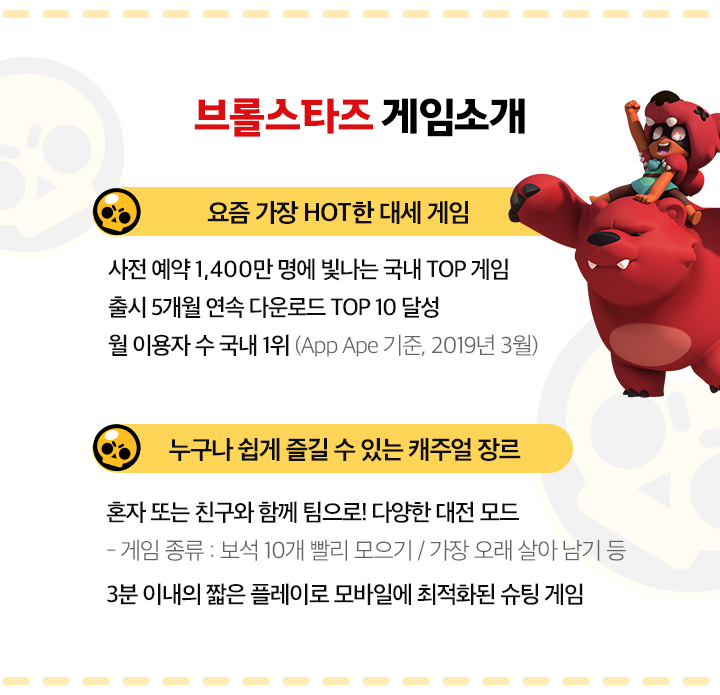 브롤스타즈 게임소개
요즘 가장 HOT한 대세 게임
사전 예약 1,400만 명에 빛나는 국내 TOP 게임
출시 5개월 연속 다운로드 TOP 10 달성
월 이용자 수 국내 1위 (App Ape 기준, 2019년 3월)
누구나 쉽게 즐길 수 있는 캐주얼 장르
혼자 또는 친구와 함께 팀으로! 다양한 대전 모드
- 게임 종류 : 보석 10개 빨리 모으기 / 가장 오래 살아 남기 등
3분 이내의 짧은 플레이로 모바일에 최적화된 슈팅 게임